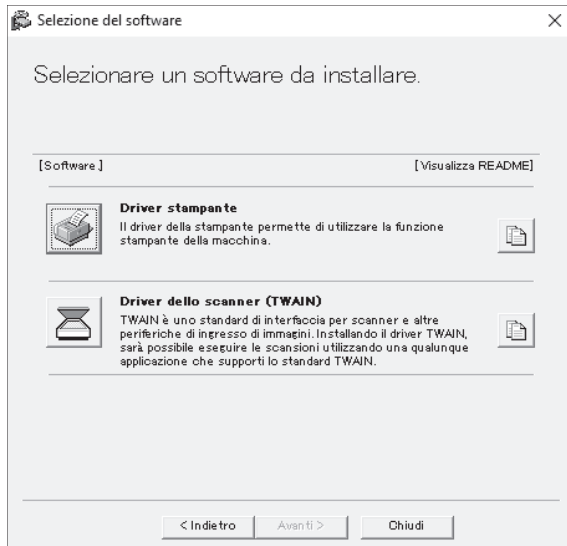 Selezione del software
Selezionare un software da installare.
[Software]
[Visualizza README]
Driver stampante
Il driver della stampante permette di utilizzare la funzione
stampante della macchina.
Driver dello scanner (TWAIN)
TWAIN è uno standard di interfaccia per scanner e altre
periferiche di ingresso di immagini. Installando il driver TWAIN,
sarà possibile eseguire le scansioni utilizzando una qualunque
applicazione che supporti lo standard TWAIN.
< Indietro
Avanti >
Chiudi